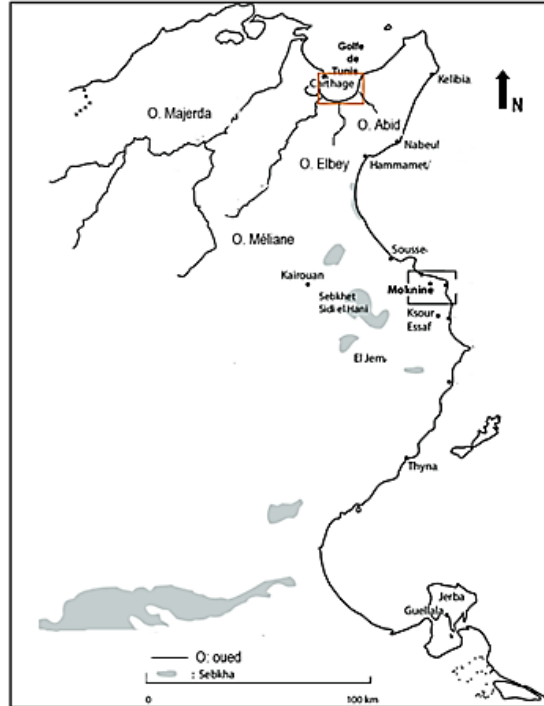 Golfe
de
Tunis
Carthage
Kelibia
N
O. Majerda
O. Abid
Nabeul
O. Elbey
Hammamet
O. Méliane
Sousse
Kairouan
Moknine
Sebkhet
Sidi el Hani
Ksour
Essaf
El Jem
Thyna
Jerba
Guellala
O: oued
: Sebkha
0 100 km